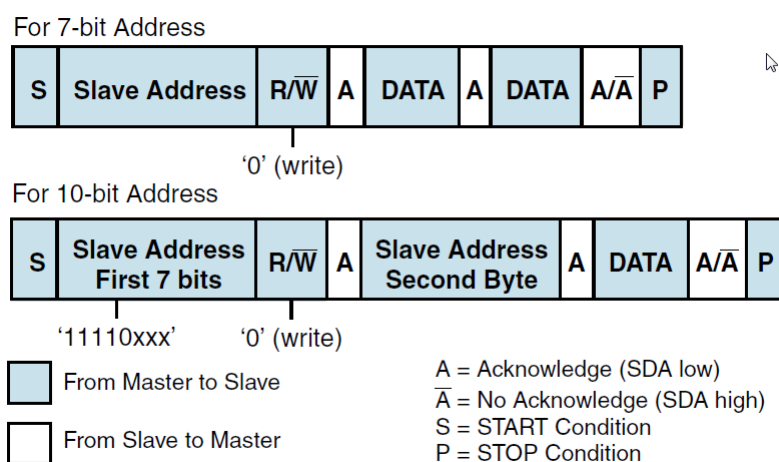 For 7-bit Address
S Slave Address R/W̅ A DATA A DATA A/A̅ P
‘0’ (write)
For 10-bit Address
S Slave Address First 7 bits R/W̅ A Slave Address Second Byte A DATA A/A̅ P
‘11110xxx’ ‘0’ (write)
From Master to Slave
From Slave to Master
A = Acknowledge (SDA low)
A̅ = No Acknowledge (SDA high)
S = START Condition
P = STOP Condition